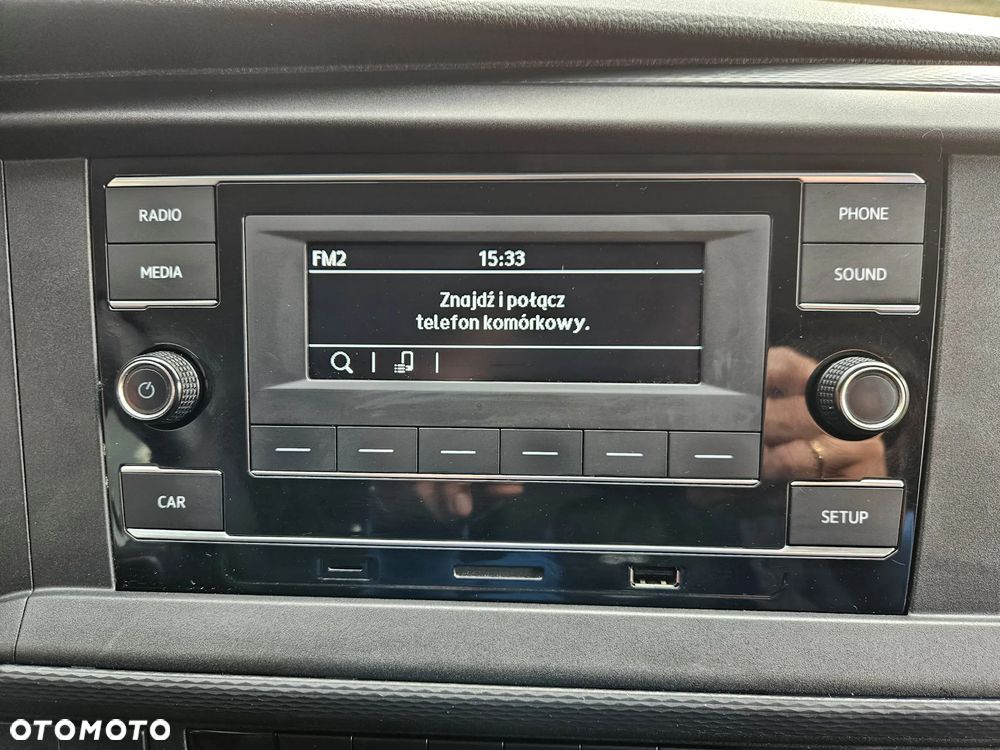 RADIO
MEDIA
PHONE
SOUND
FM2 15:33
Znajdź i połącz
telefon komórkowy.
CAR
SETUP
OTOMOTO